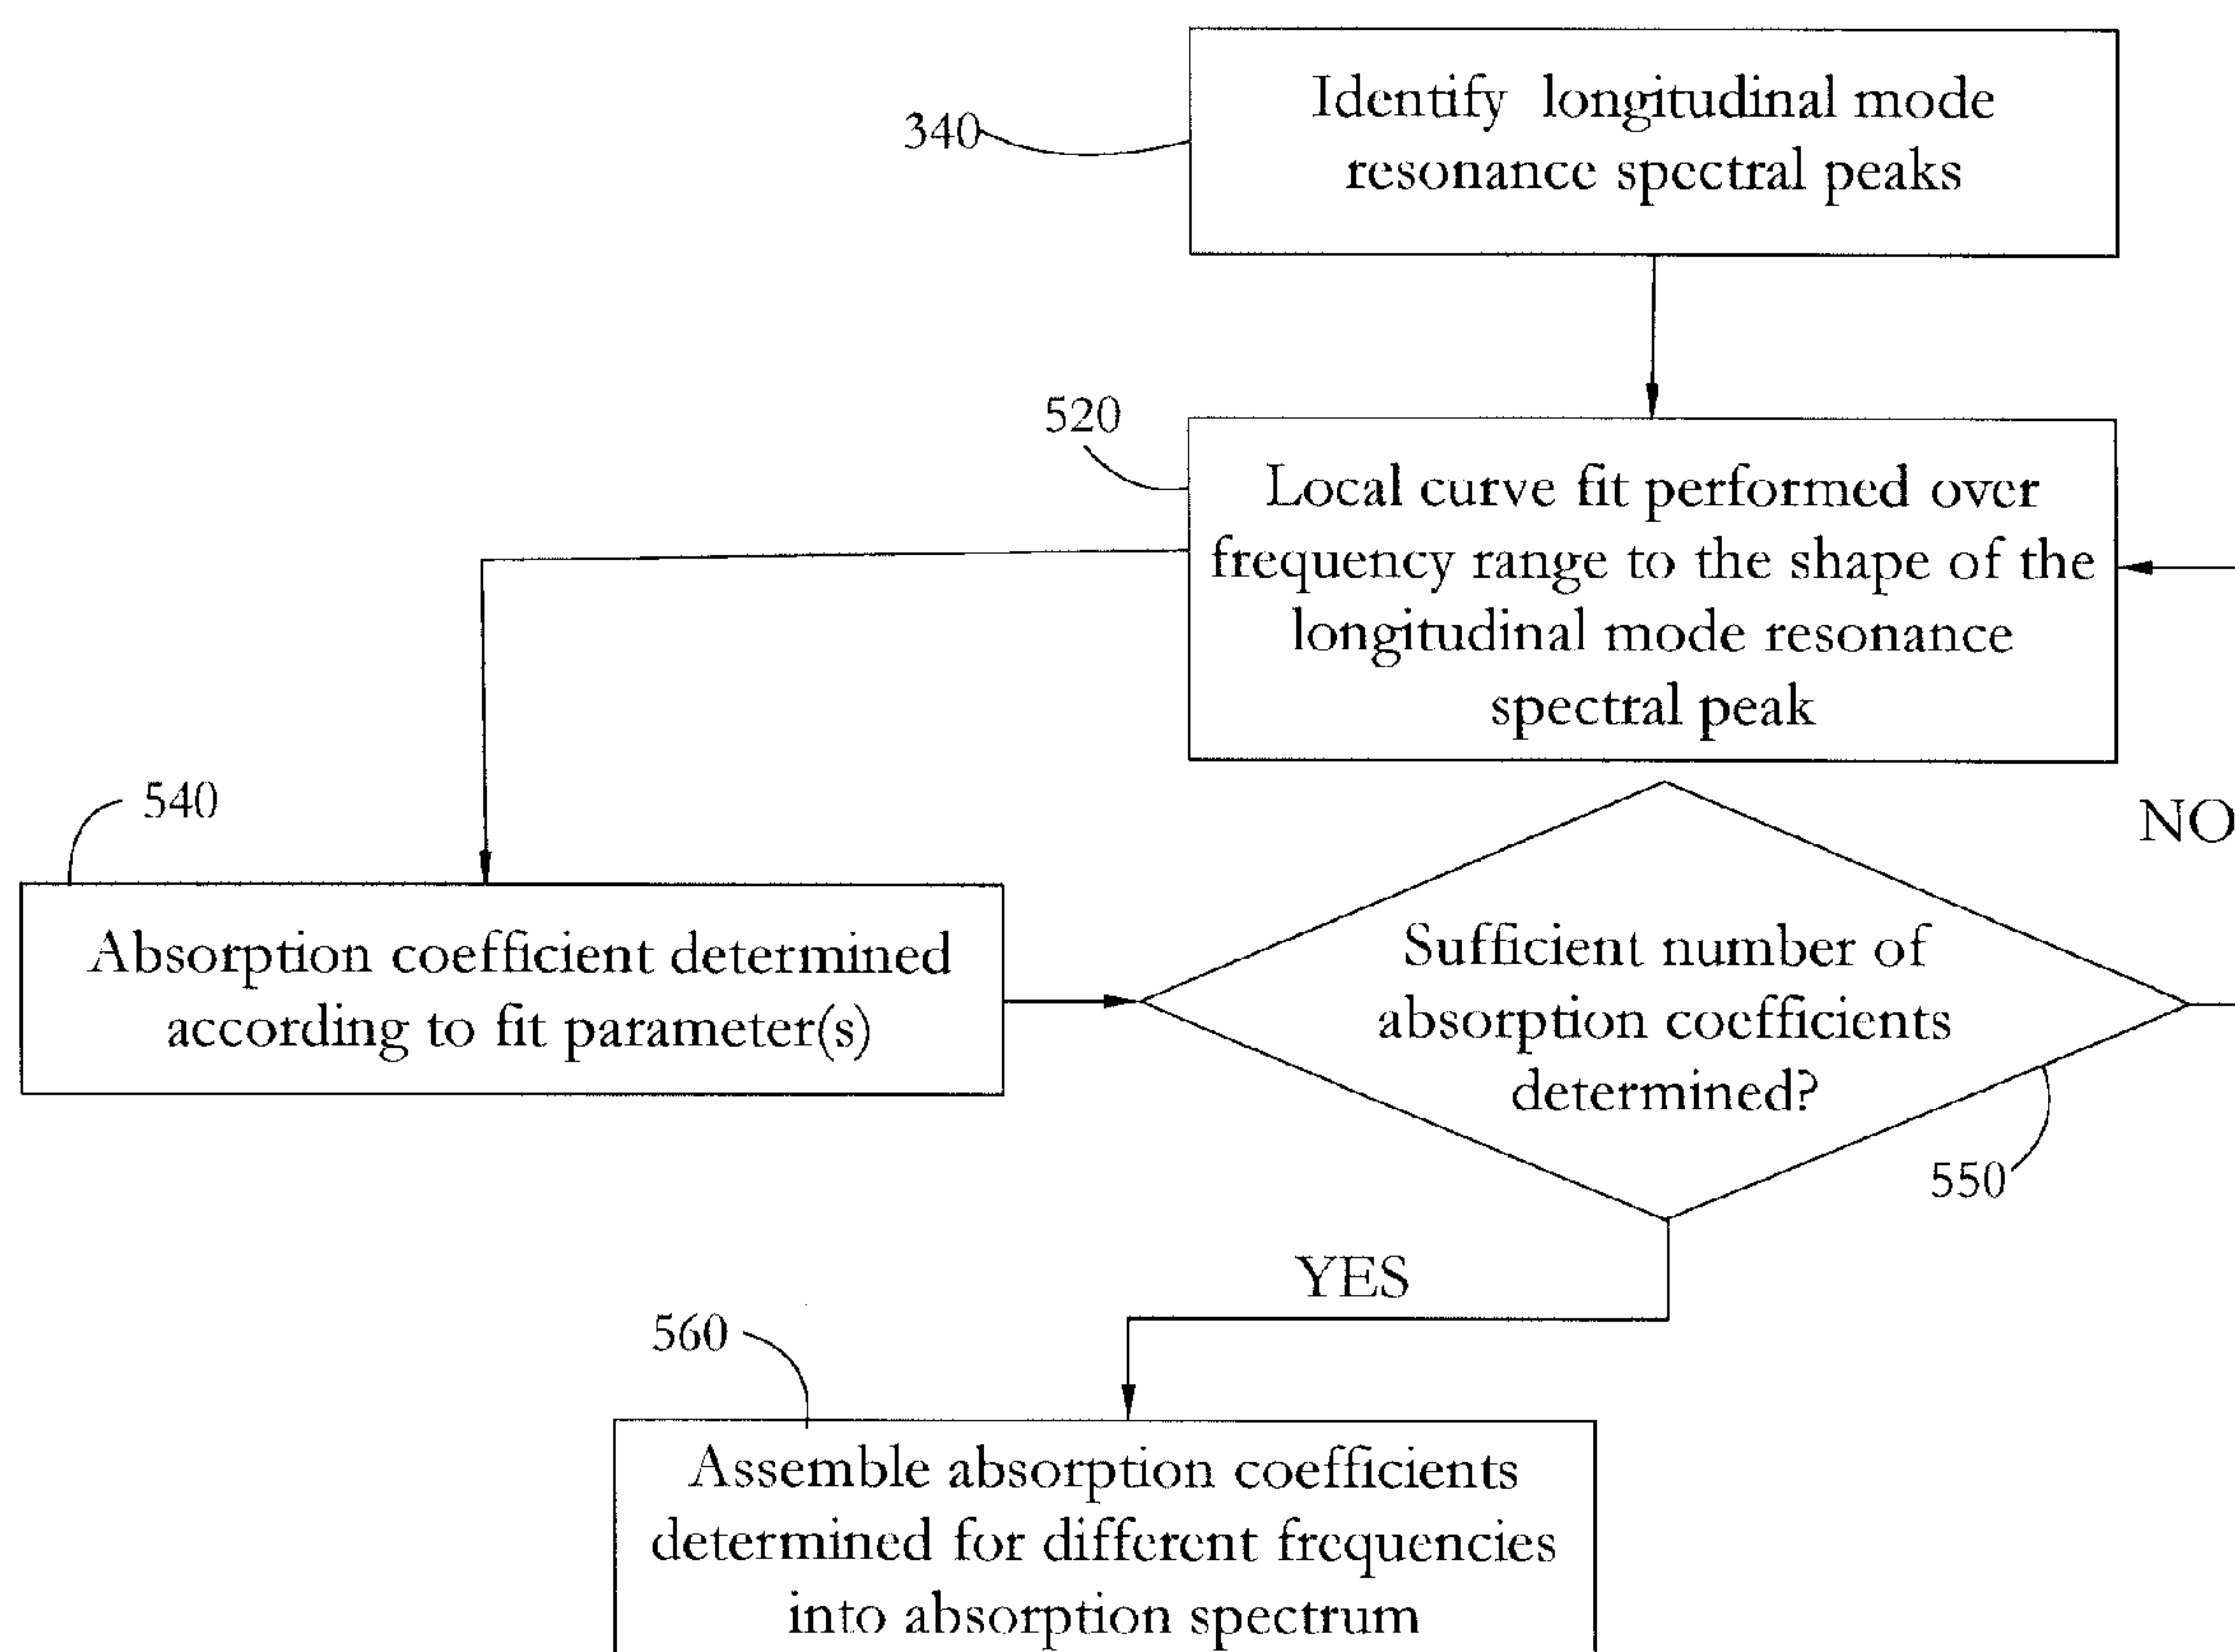 340
Identify longitudinal mode
resonance spectral peaks
520
Local curve fit performed over
frequency range to the shape of the
longitudinal mode resonance
spectral peak
NO
540
Absorption coefficient determined
according to fit parameter(s)
Sufficient number of
absorption coefficients
determined?
550
YES
560
Assemble absorption coefficients
determined for different frequencies
into absorption spectrum